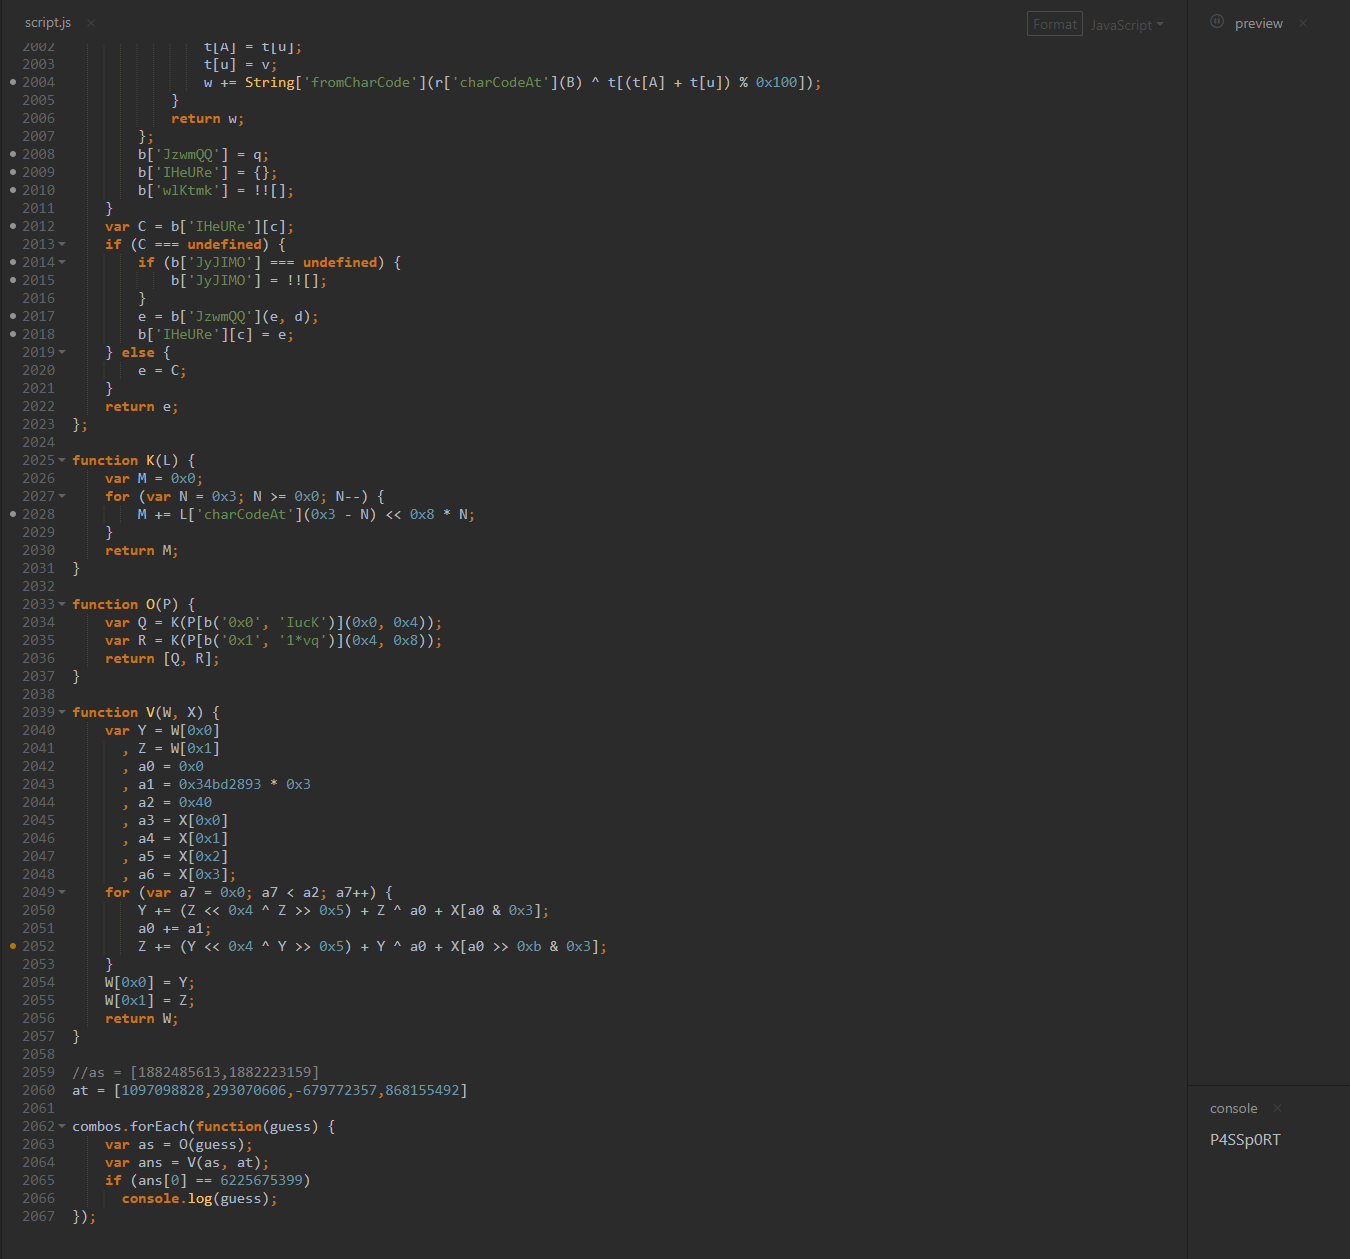 script.js ×
Format JavaScript
preview ×
2002 t[A] = t[u];
2003 t[u] = v;
2004 w += String['fromCharCode'](r['charCodeAt'](B) ^ t[(t[A] + t[u]) % 0x100]);
2005 }
2006 return w;
2007 };
2008 b['JzwmQQ'] = q;
2009 b['IHeURe'] = {};
2010 b['wlKtmk'] = !![];
2011 }
2012 var C = b['IHeURe'][c];
2013 if (C === undefined) {
2014 if (b['JyJIMO'] === undefined) {
2015 b['JyJIMO'] = !![];
2016 }
2017 e = b['JzwmQQ'](e, d);
2018 b['IHeURe'][c] = e;
2019 } else {
2020 e = C;
2021 }
2022 return e;
2023 };
2024
2025 function K(L) {
2026 var M = 0x0;
2027 for (var N = 0x3; N >= 0x0; N--) {
2028 M += L['charCodeAt'](0x3 - N) << 0x8 * N;
2029 }
2030 return M;
2031 }
2032
2033 function O(P) {
2034 var Q = K(P[b('0x0', 'IucK')](0x0, 0x4));
2035 var R = K(P[b('0x1', '1*vq')](0x4, 0x8));
2036 return [Q, R];
2037 }
2038
2039 function V(W, X) {
2040 var Y = W[0x0]
2041 , Z = W[0x1]
2042 , a0 = 0x0
2043 , a1 = 0x34bd2893 * 0x3
2044 , a2 = 0x40
2045 , a3 = X[0x0]
2046 , a4 = X[0x1]
2047 , a5 = X[0x2]
2048 , a6 = X[0x3];
2049 for (var a7 = 0x0; a7 < a2; a7++) {
2050 Y += (Z << 0x4 ^ Z >> 0x5) + Z ^ a0 + X[a0 & 0x3];
2051 a0 += a1;
2052 Z += (Y << 0x4 ^ Y >> 0x5) + Y ^ a0 + X[a0 >> 0xb & 0x3];
2053 }
2054 W[0x0] = Y;
2055 W[0x1] = Z;
2056 return W;
2057 }
2058
2059 //as = [1882485613,1882223159]
2060 at = [1097098828,293070606,-679772357,868155492]
2061
2062 combos.forEach(function(guess) {
2063 var as = O(guess);
2064 var ans = V(as, at);
2065 if (ans[0] == 6225675399)
2066 console.log(guess);
2067 });
console ×
P4SSp0RT